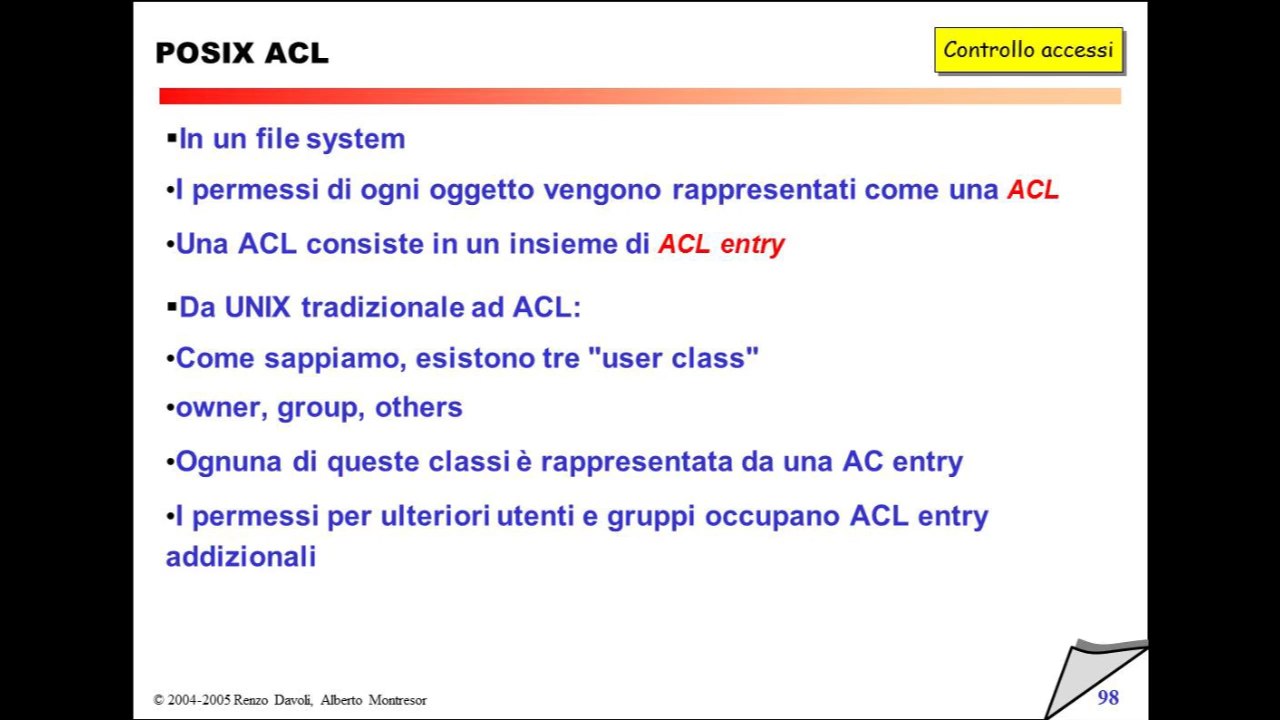 POSIX ACL
Controllo accessi
▪In un file system
•I permessi di ogni oggetto vengono rappresentati come una ACL
•Una ACL consiste in un insieme di ACL entry
▪Da UNIX tradizionale ad ACL:
•Come sappiamo, esistono tre "user class"
•owner, group, others
•Ognuna di queste classi è rappresentata da una AC entry
•I permessi per ulteriori utenti e gruppi occupano ACL entry
addizionali
© 2004-2005 Renzo Davoli, Alberto Montresor
98